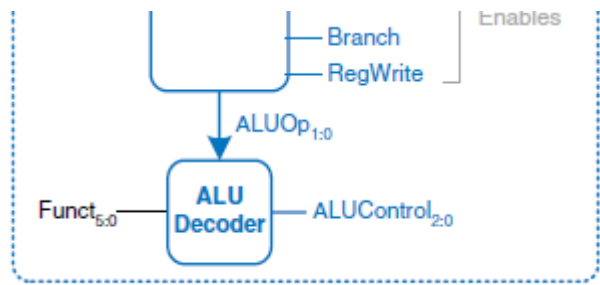 Enables
Branch
RegWrite
ALUOp1:0
ALU
Decoder
Funct5:0
ALUControl2:0